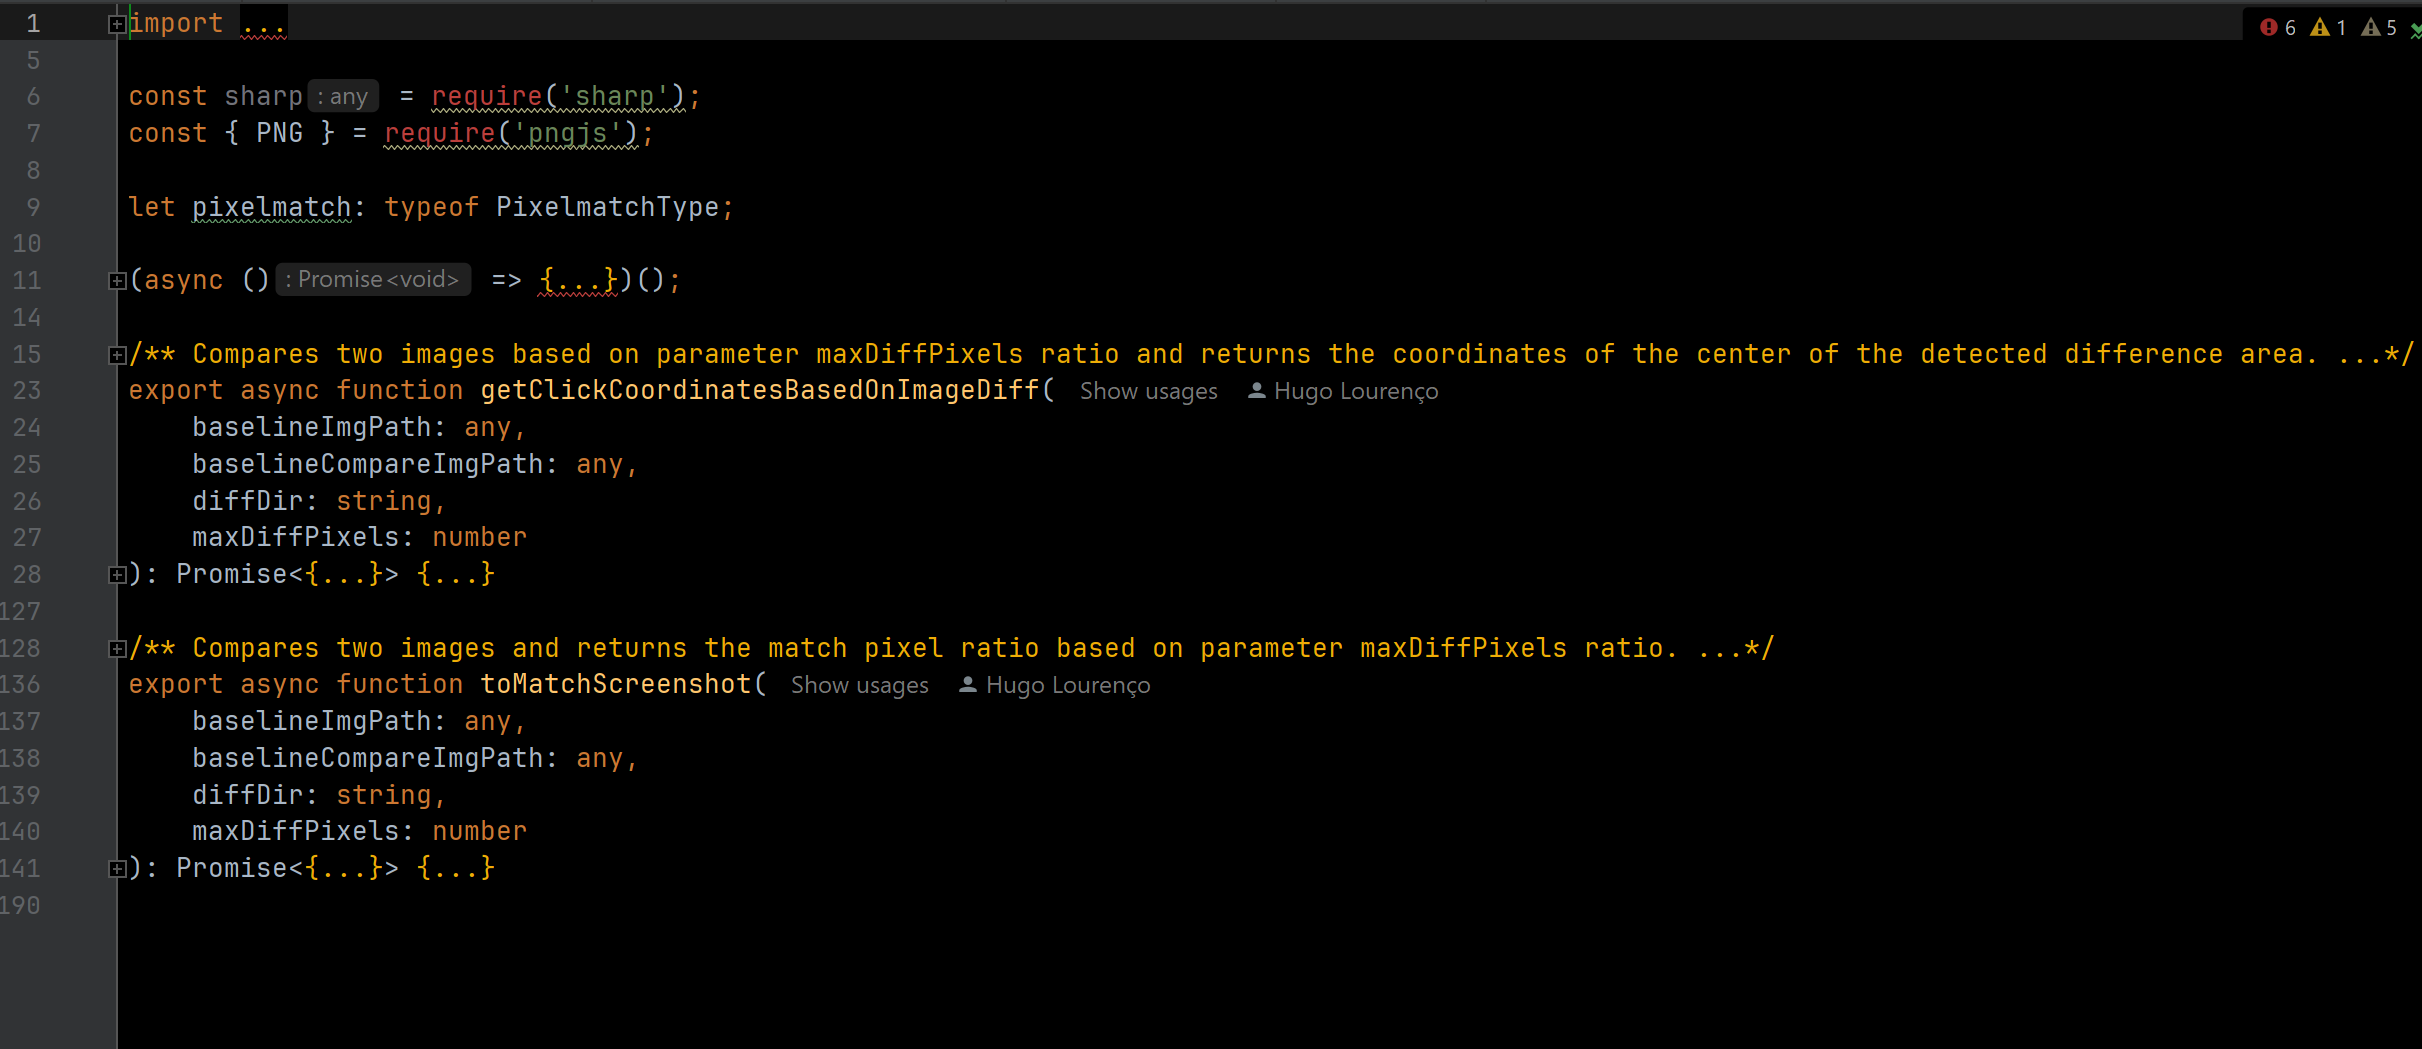 1 import ... 6 1 5
5
6 const sharp : any = require('sharp');
7 const { PNG } = require('pngjs');
8
9 let pixelmatch: typeof PixelmatchType;
10
11 (async () : Promise<void> => {...})();
14
15 /** Compares two images based on parameter maxDiffPixels ratio and returns the coordinates of the center of the detected difference area. ...*/
23 export async function getClickCoordinatesBasedOnImageDiff( Show usages Hugo Lourenço
24 baselineImgPath: any,
25 baselineCompareImgPath: any,
26 diffDir: string,
27 maxDiffPixels: number
28 ): Promise<{...}> {...}
127
128 /** Compares two images and returns the match pixel ratio based on parameter maxDiffPixels ratio. ...*/
136 export async function toMatchScreenshot( Show usages Hugo Lourenço
137 baselineImgPath: any,
138 baselineCompareImgPath: any,
139 diffDir: string,
140 maxDiffPixels: number
141 ): Promise<{...}> {...}
190